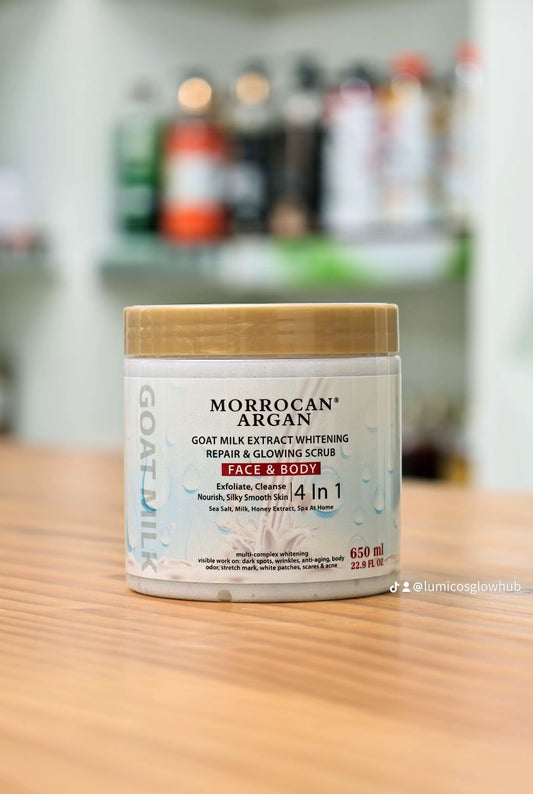 GOAT MILK
MORROCAN®
ARGAN
GOAT MILK EXTRACT WHITENING
REPAIR & GLOWING SCRUB
FACE & BODY
Exfoliate, Cleanse
Nourish, Silky Smooth Skin
4 In 1
Sea Salt, Milk, Honey Extract, Spa At Home
multi-complex whitening
visible work on: dark spots, wrinkles, anti-aging, body
odor, stretch mark, white patches, scares & acne
650 ml
22.9 FL OZ
@lumicosglowhub